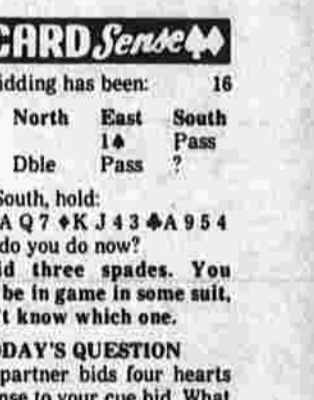 CARD Sense
idding has been: 16
North East South
1♠ Pass
Dble Pass ?
South, hold:
A Q 7 ♦K J 4 3 ♣A 9 5 4
do you do now?
id three spades. You
be in game in some suit,
't know which one.
DAY'S QUESTION
partner bids four hearts
nse to your cue bid. What